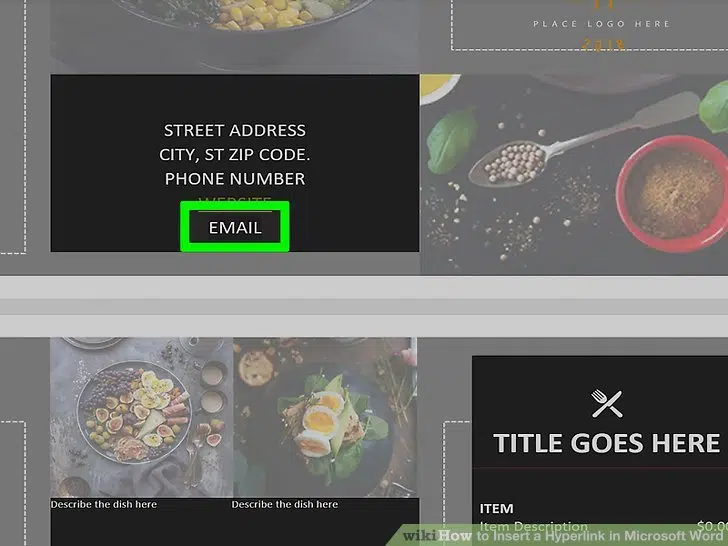 PLACE LOGO HERE
2018
STREET ADDRESS
CITY, ST ZIP CODE.
PHONE NUMBER
WEBSITE
EMAIL
TITLE GOES HERE
Describe the dish here
Describe the dish here
ITEM
Item Description
$0.00
wikiHow to Insert a Hyperlink in Microsoft Word